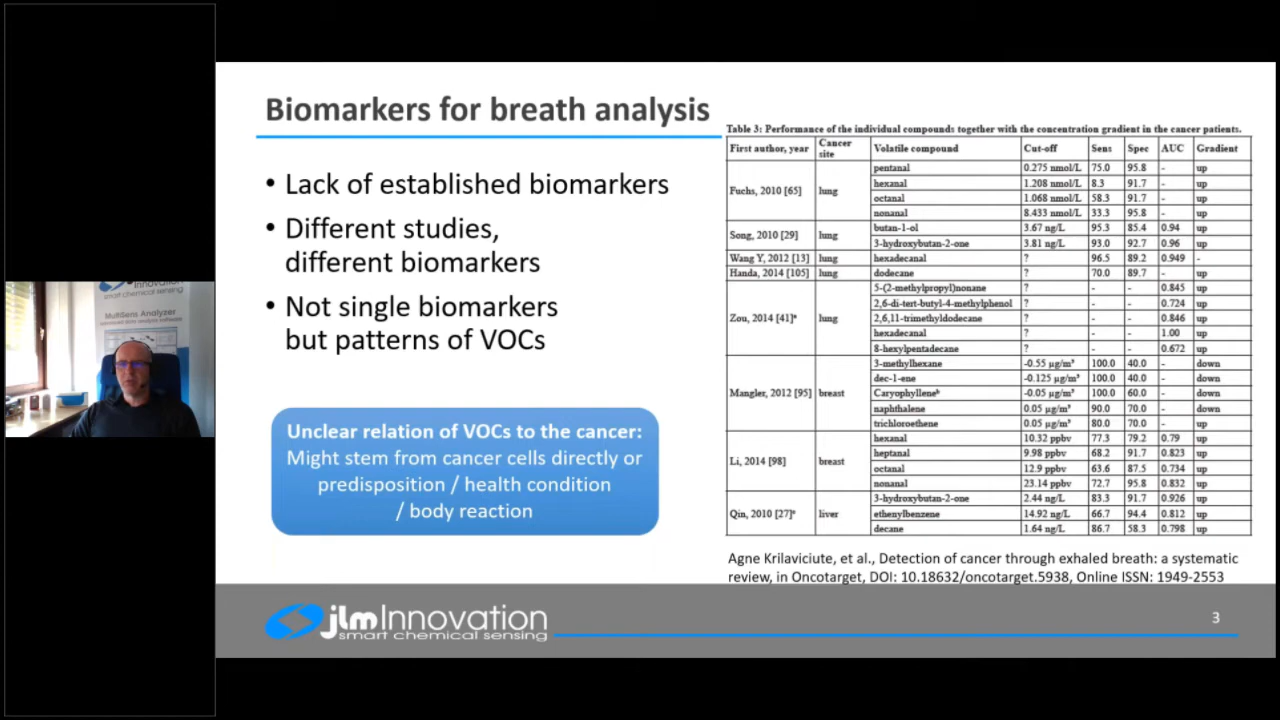 Biomarkers for breath analysis
• Lack of established biomarkers
• Different studies,
different biomarkers
• Not single biomarkers
but patterns of VOCs
Unclear relation of VOCs to the cancer:
Might stem from cancer cells directly or
predisposition / health condition
/ body reaction
Table 3: Performance of the individual compounds together with the concentration gradient in the cancer patients.
First author, year Cancer site Volatile compound Cut-off Sens Spec AUC Gradient
Fuchs, 2010 [65] lung pentanal 0.275 nmol/L 75.0 95.8 - up
hexanal 1.208 nmol/L 8.3 91.7 - up
octanal 1.068 nmol/L 58.3 91.7 - up
nonanal 8.433 nmol/L 33.3 95.8 - up
Song, 2010 [29] lung butan-1-ol 3.67 ng/L 95.3 85.4 0.94 up
3-hydroxybutan-2-one 3.81 ng/L 93.0 92.7 0.96 up
Wang Y, 2012 [13] lung hexadecanal ? 96.5 89.2 0.949 -
Handa, 2014 [105] lung dodecane ? 70.0 89.7 - up
Zou, 2014 [41]ᵃ lung 5-(2-methylpropyl)nonane ? - - 0.845 up
2,6-di-tert-butyl-4-methylphenol ? - - 0.724 up
2,6,11-trimethyldodecane ? - - 0.846 up
hexadecanal ? - - 1.00 up
8-hexylpentadecane ? - - 0.672 up
Mangler, 2012 [95] breast 3-methylhexane -0.55 µg/m³ 100.0 40.0 - down
dec-1-ene -0.125 µg/m³ 100.0 40.0 - down
Caryophylleneᵇ -0.05 µg/m³ 100.0 60.0 - down
naphthalene 0.05 µg/m³ 90.0 70.0 - down
trichloroethene 0.05 µg/m³ 80.0 70.0 - up
Li, 2014 [98] breast hexanal 10.32 ppbv 77.3 79.2 0.79 up
heptanal 9.98 ppbv 68.2 91.7 0.823 up
octanal 12.9 ppbv 63.6 87.5 0.734 up
nonanal 23.14 ppbv 72.7 95.8 0.832 up
Qin, 2010 [27]ᶜ liver 3-hydroxybutan-2-one 2.44 ng/L 83.3 91.7 0.926 up
ethenylbenzene 14.92 ng/L 66.7 94.4 0.812 up
decane 1.64 ng/L 86.7 58.3 0.798 up
Agne Krilaviciute, et al., Detection of cancer through exhaled breath: a systematic
review, in Oncotarget, DOI: 10.18632/oncotarget.5938, Online ISSN: 1949-2553
Innovation
smart chemical sensing
MultiSens Analyzer
jlmInnovation
smart chemical sensing
3